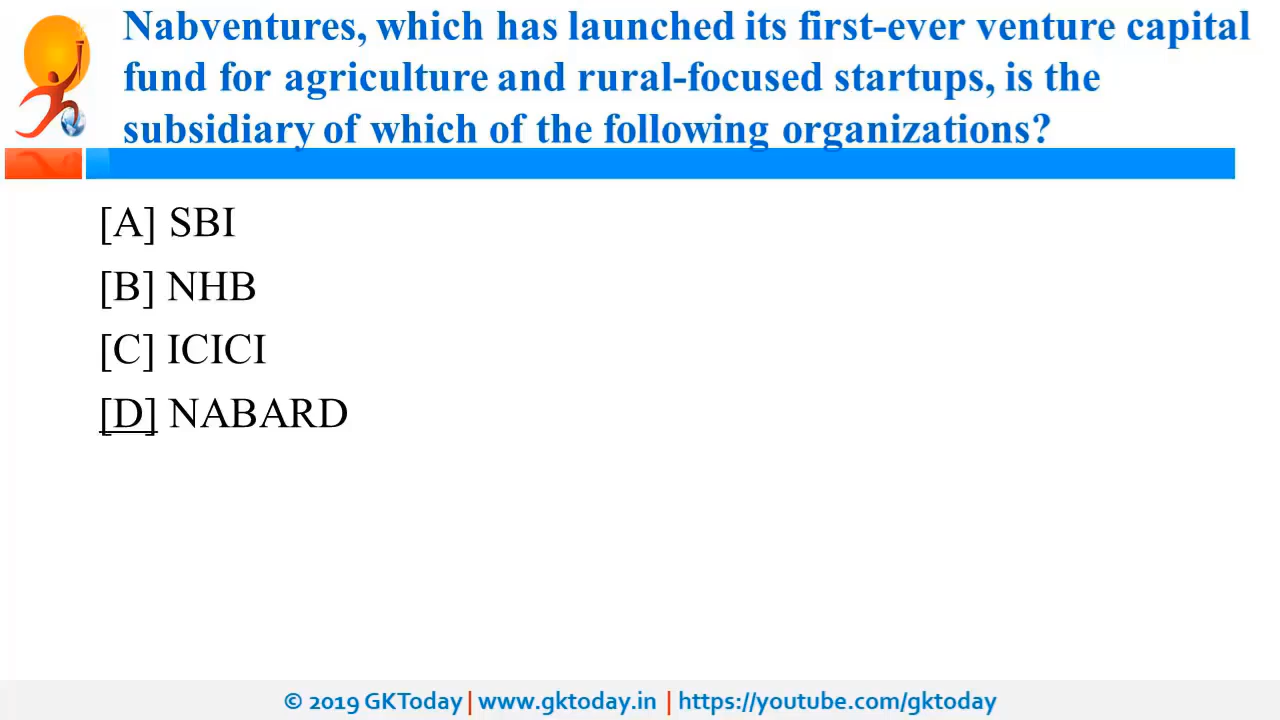 Nabventures, which has launched its first-ever venture capital
fund for agriculture and rural-focused startups, is the
subsidiary of which of the following organizations?
[A] SBI
[B] NHB
[C] ICICI
[D] NABARD
© 2019 GKToday | www.gktoday.in | https://youtube.com/gktoday